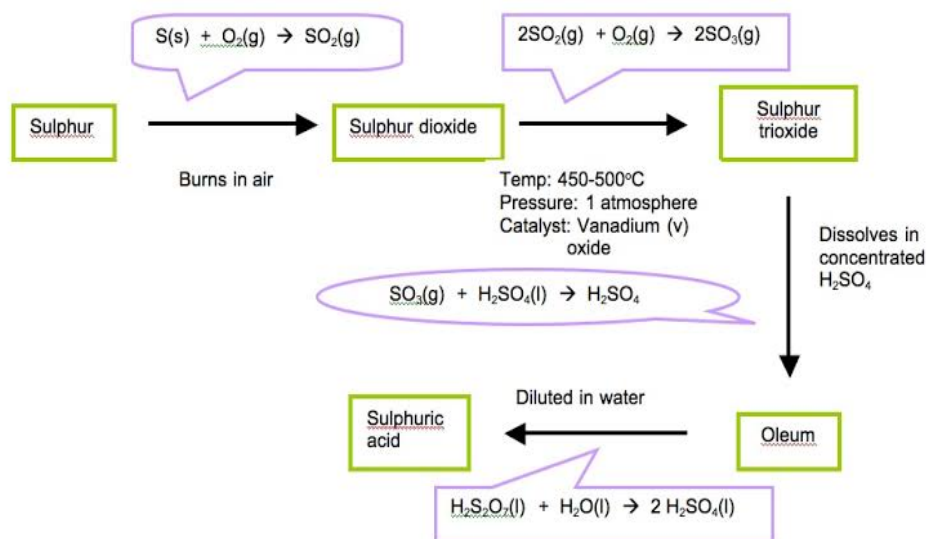 S(s) + O₂(g) → SO₂(g)
2SO₂(g) + O₂(g) → 2SO₃(g)
Sulphur
Sulphur dioxide
Sulphur
trioxide
Burns in air
Temp: 450-500°C
Pressure: 1 atmosphere
Catalyst: Vanadium (v)
oxide
Dissolves in
concentrated
H₂SO₄
SO₃(g) + H₂SO₄(l) → H₂SO₄
Diluted in water
Sulphuric
acid
Oleum
H₂S₂O₇(l) + H₂O(l) → 2 H₂SO₄(l)